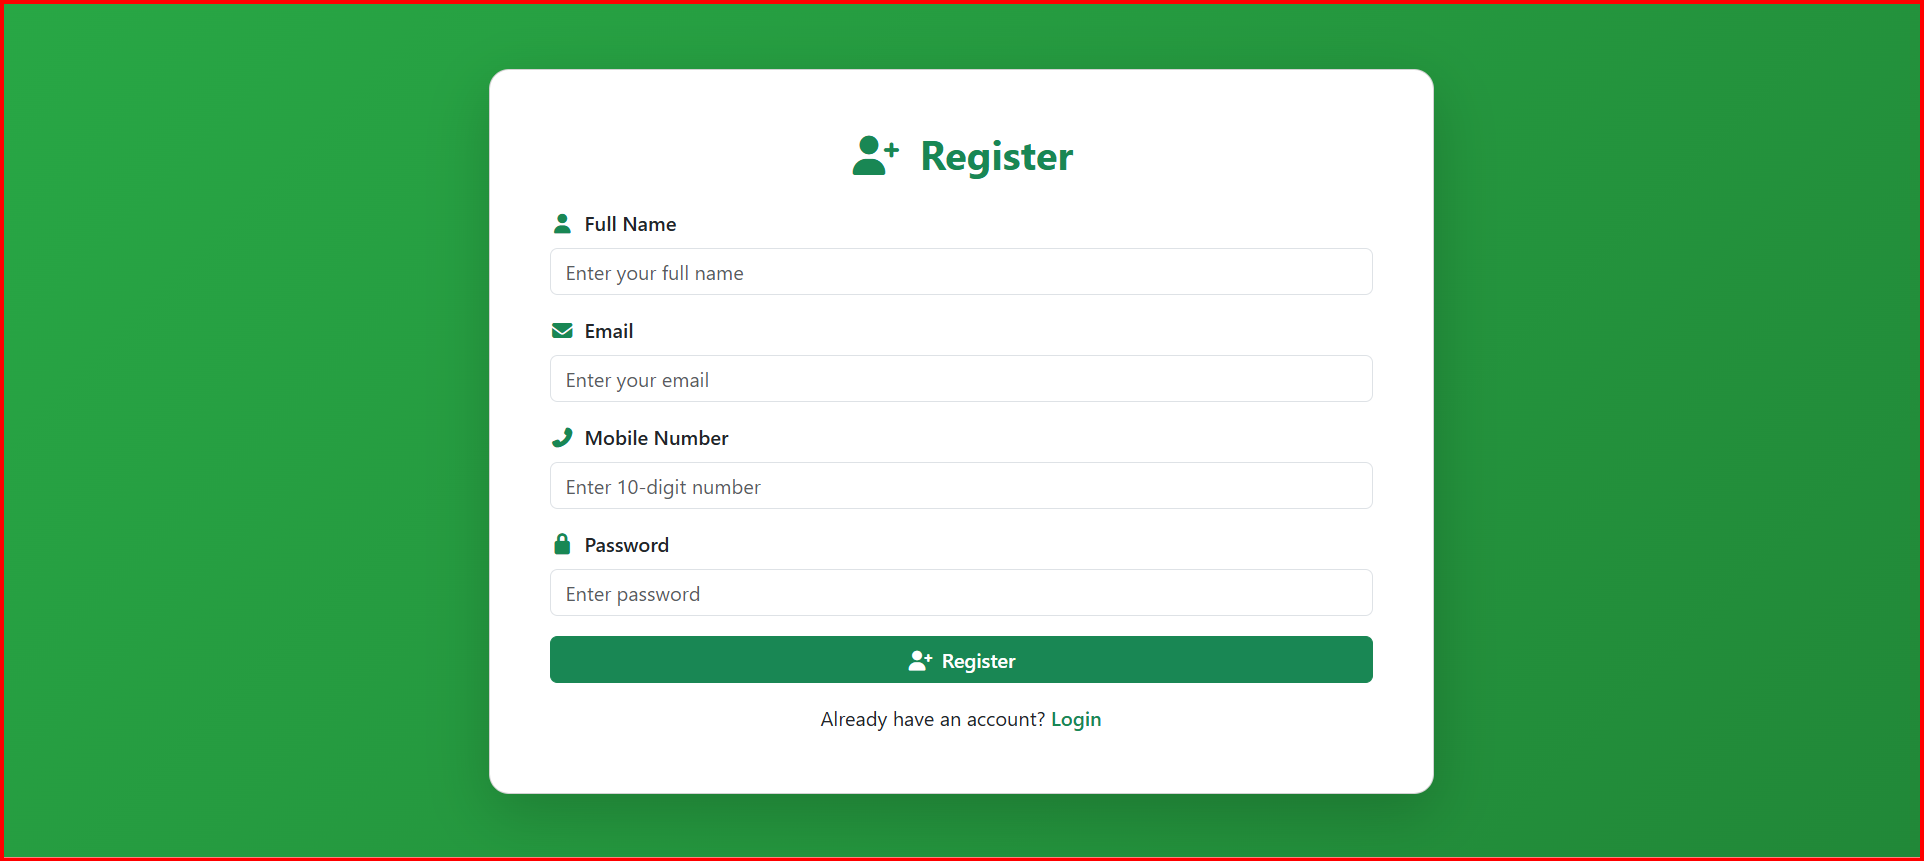 Register
Full Name
Enter your full name
Email
Enter your email
Mobile Number
Enter 10-digit number
Password
Enter password
Register
Already have an account? Login